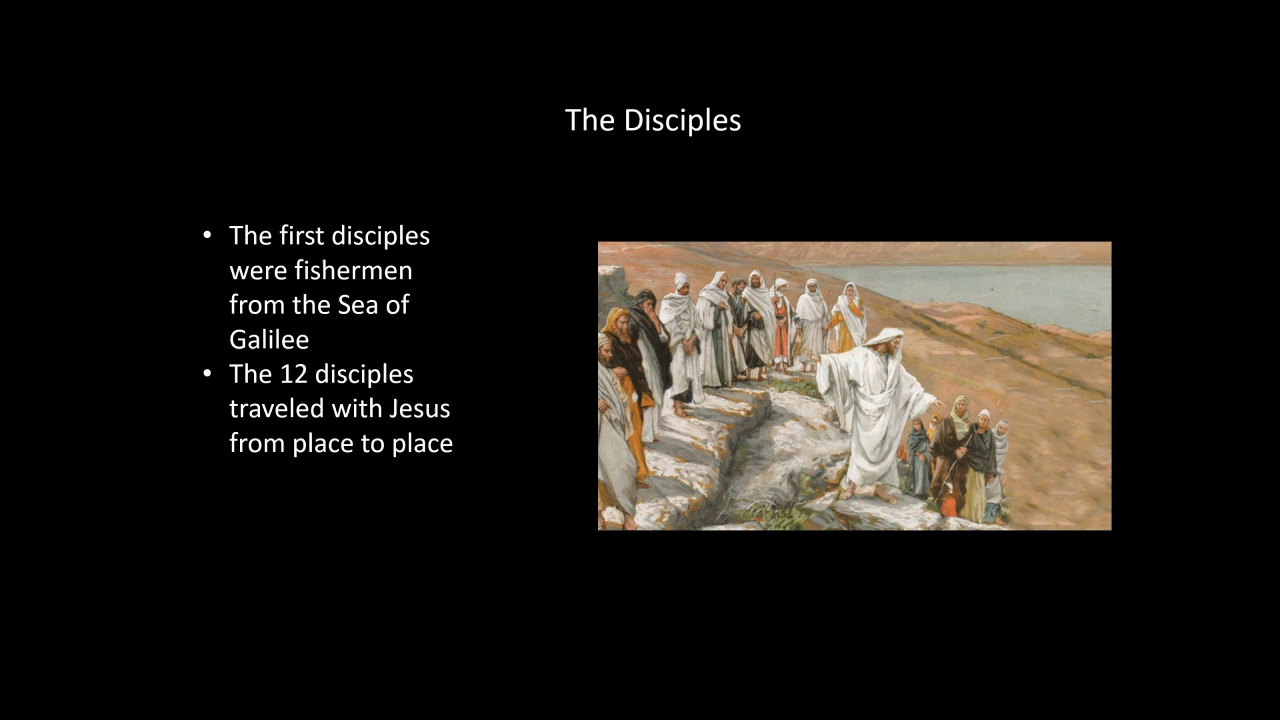 The Disciples
• The first disciples
were fishermen
from the Sea of
Galilee
• The 12 disciples
traveled with Jesus
from place to place